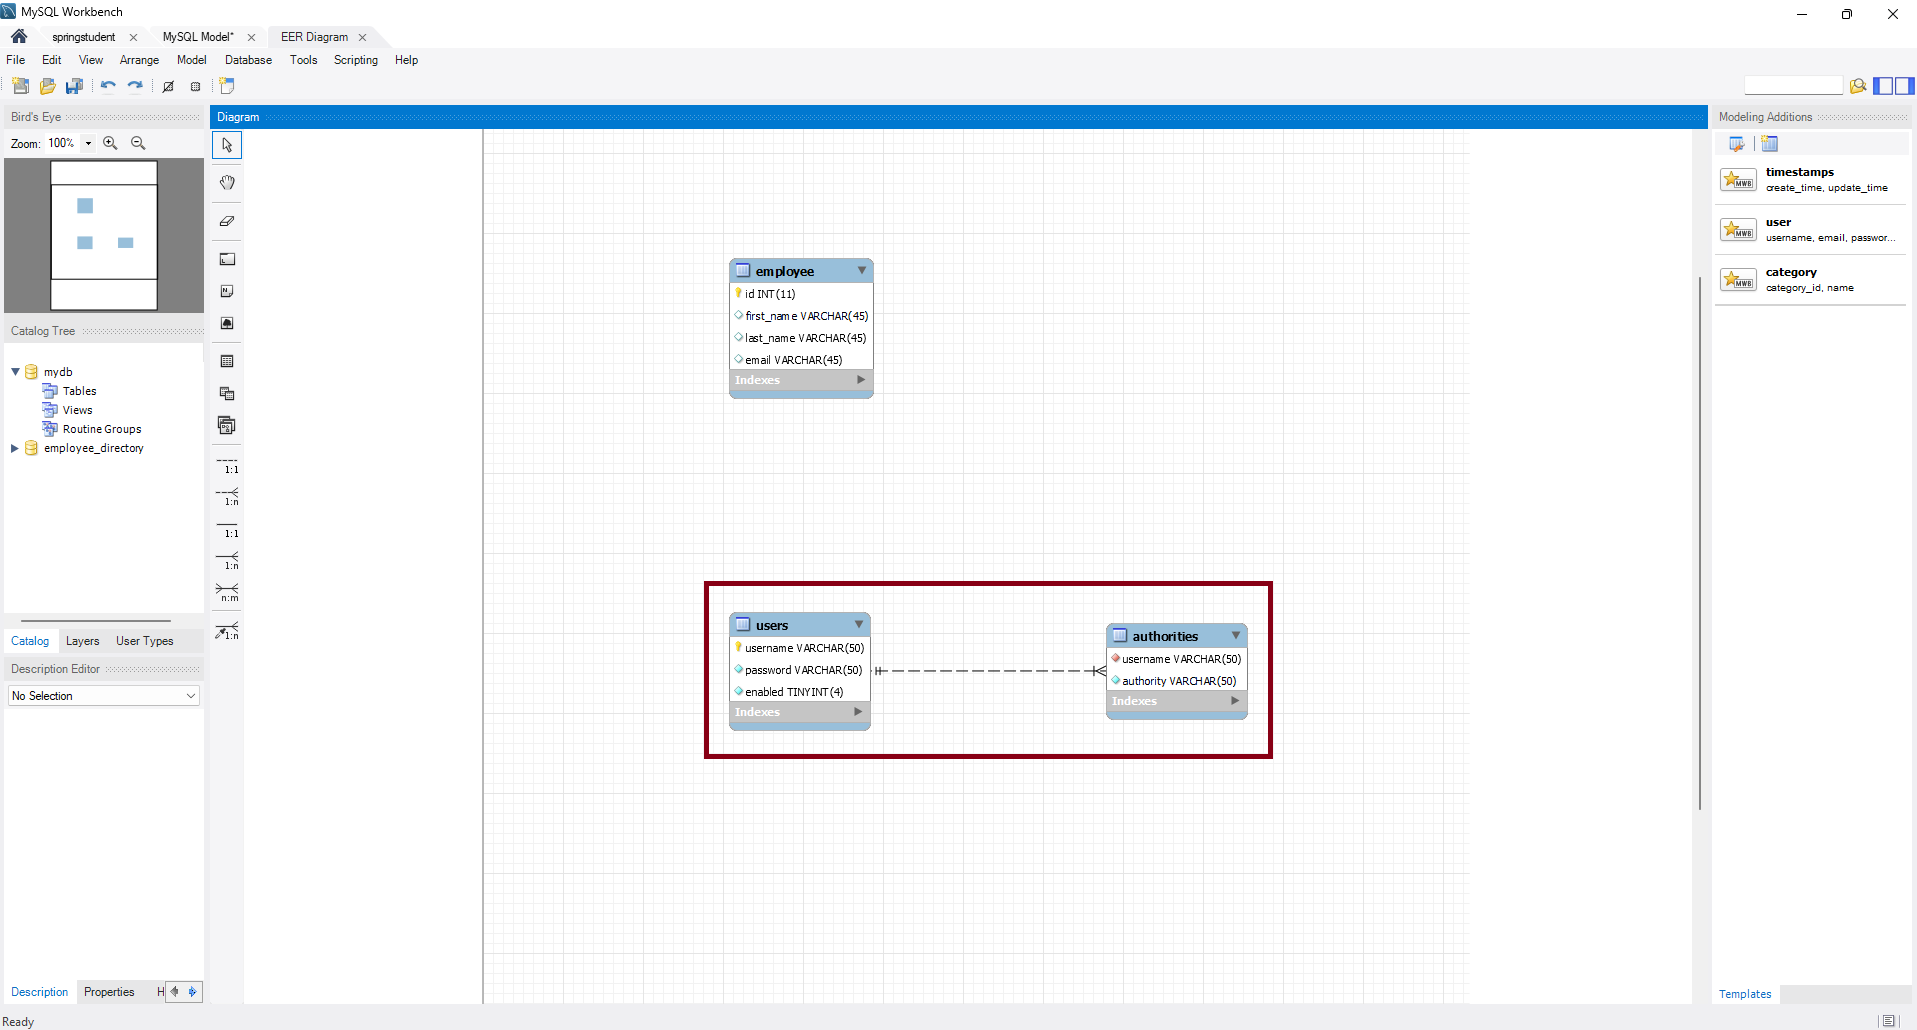 MySQL Workbench
springstudent
MySQL Model*
EER Diagram
File Edit View Arrange Model Database Tools Scripting Help
Bird's Eye
Zoom: 100%
Catalog Tree
mydb
Tables
Views
Routine Groups
employee_directory
Catalog Layers User Types
Description Editor
No Selection
Description Properties H
Ready
Diagram
1:1
1:n
1:1
1:n
n:m
1:n
employee
id INT(11)
first_name VARCHAR(45)
last_name VARCHAR(45)
email VARCHAR(45)
Indexes
users
username VARCHAR(50)
password VARCHAR(50)
enabled TINYINT(4)
Indexes
authorities
username VARCHAR(50)
authority VARCHAR(50)
Indexes
Modeling Additions
MWB
timestamps
create_time, update_time
MWB
user
username, email, passwor...
MWB
category
category_id, name
Templates